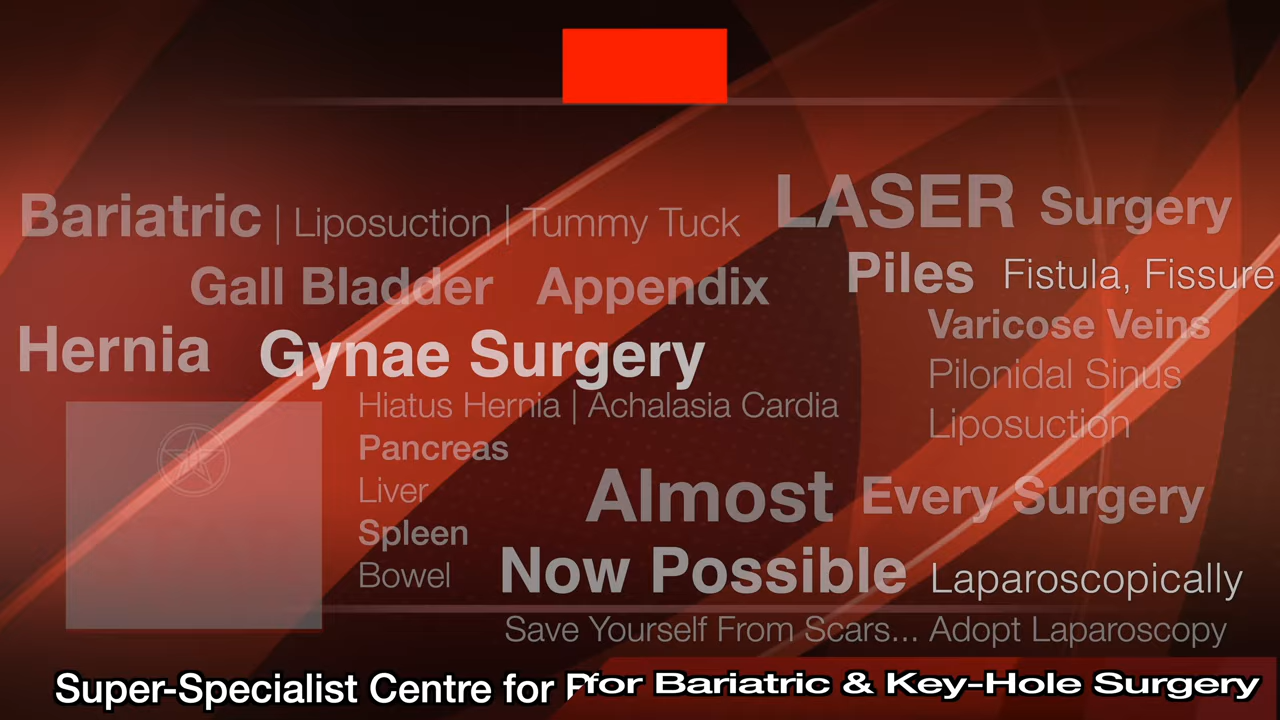 Bariatric | Liposuction | Tummy Tuck
LASER Surgery
Gall Bladder Appendix
Piles Fistula, Fissure
Varicose Veins
Hernia Gynae Surgery
Pilonidal Sinus
Hiatus Hernia | Achalasia Cardia
Liposuction
Pancreas
Liver
Almost Every Surgery
Spleen
Bowel
Now Possible Laparoscopically
Save Yourself From Scars... Adopt Laparoscopy
Super-Specialist Centre for
for Bariatric & Key-Hole Surgery